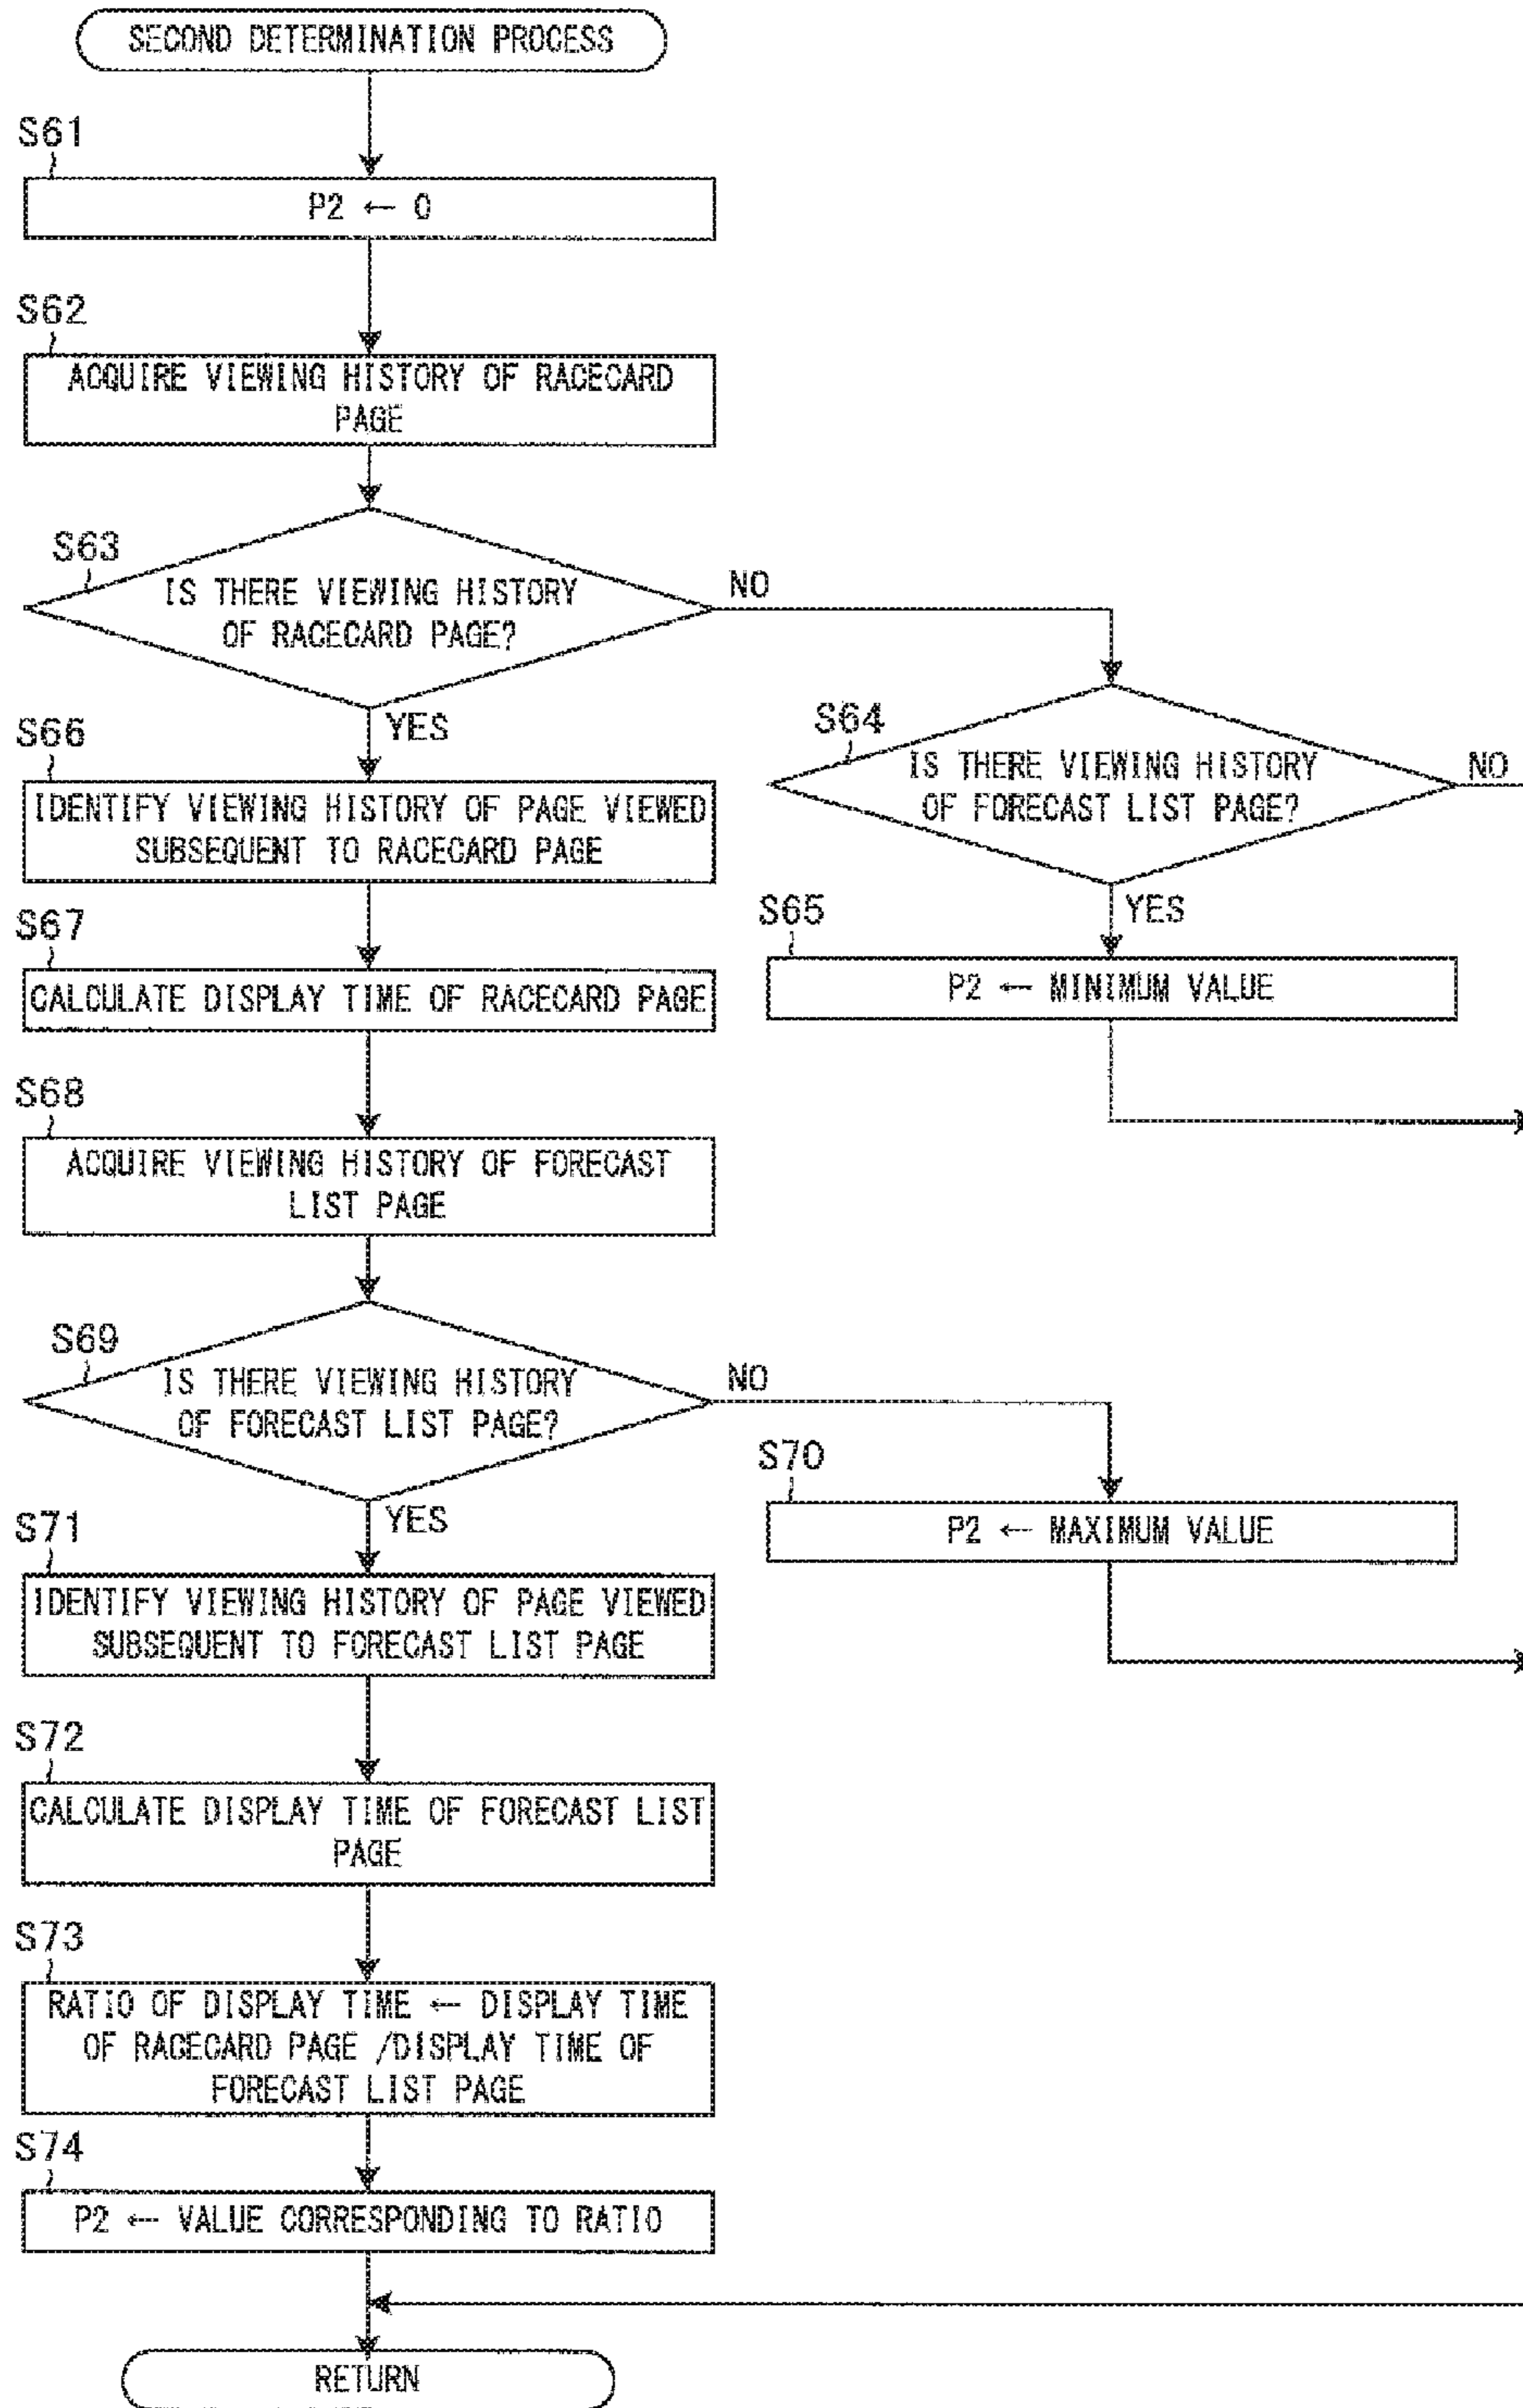 SECOND DETERMINATION PROCESS
S61
P2 ← 0
S62
ACQUIRE VIEWING HISTORY OF RACECARD
PAGE
S63
IS THERE VIEWING HISTORY
OF RACECARD PAGE?
NO
YES
S64
IS THERE VIEWING HISTORY
OF FORECAST LIST PAGE?
NO
YES
S65
P2 ← MINIMUM VALUE
S66
IDENTIFY VIEWING HISTORY OF PAGE VIEWED
SUBSEQUENT TO RACECARD PAGE
S67
CALCULATE DISPLAY TIME OF RACECARD PAGE
S68
ACQUIRE VIEWING HISTORY OF FORECAST
LIST PAGE
S69
IS THERE VIEWING HISTORY
OF FORECAST LIST PAGE?
NO
YES
S70
P2 ← MAXIMUM VALUE
S71
IDENTIFY VIEWING HISTORY OF PAGE VIEWED
SUBSEQUENT TO FORECAST LIST PAGE
S72
CALCULATE DISPLAY TIME OF FORECAST LIST
PAGE
S73
RATIO OF DISPLAY TIME ← DISPLAY TIME
OF RACECARD PAGE /DISPLAY TIME OF
FORECAST LIST PAGE
S74
P2 ← VALUE CORRESPONDING TO RATIO
RETURN